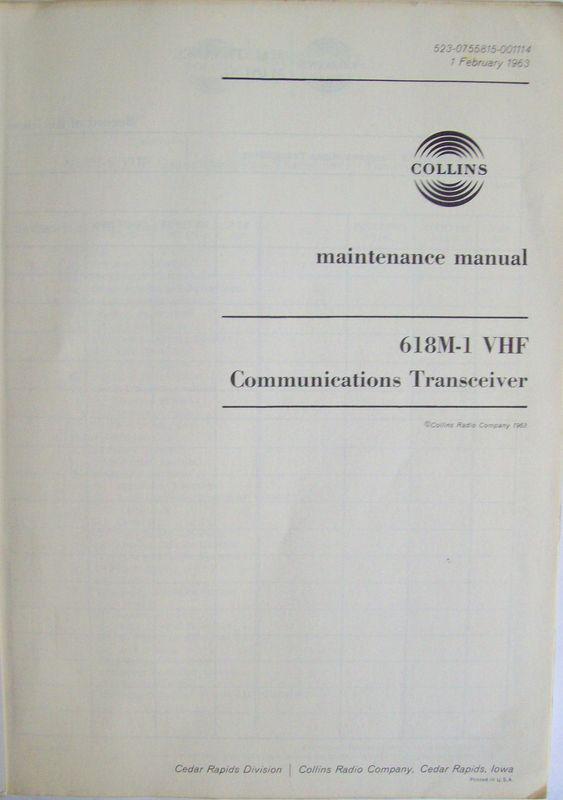 523-0755815-001114
1 February 1963
COLLINS
maintenance manual
618M-1 VHF
Communications Transceiver
©Collins Radio Company 1963
Cedar Rapids Division | Collins Radio Company, Cedar Rapids, Iowa
Printed in U.S.A.